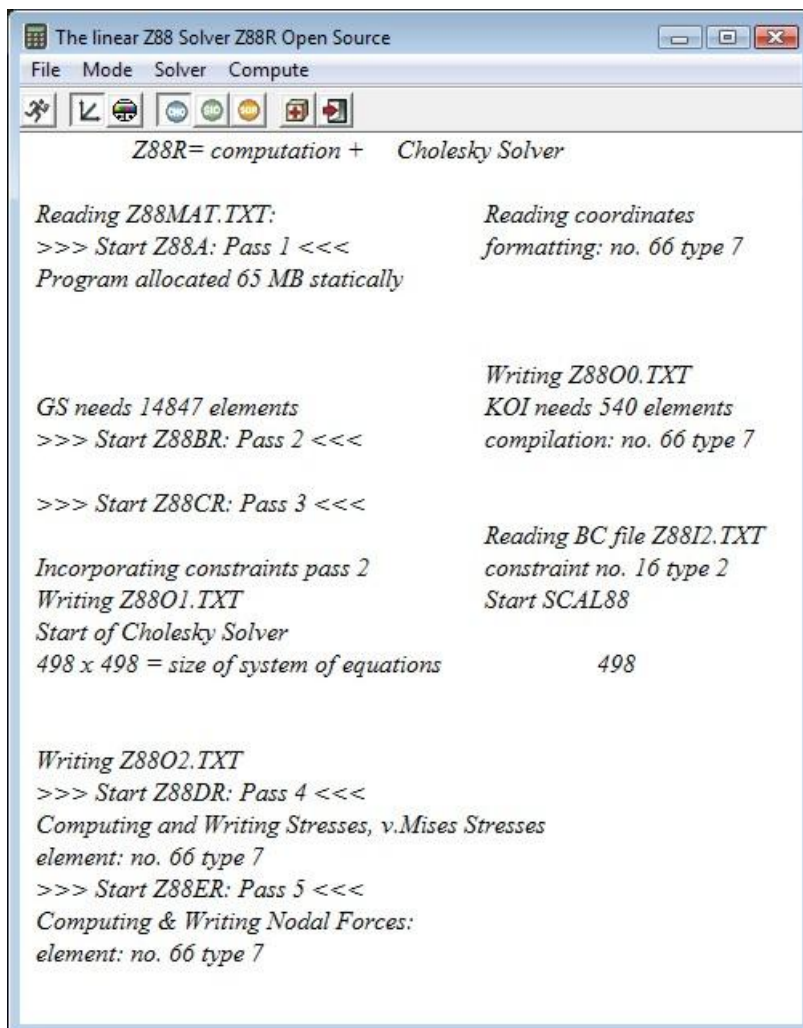 The linear Z88 Solver Z88R Open Source
File Mode Solver Compute
CHO SIC SOR
Z88R= computation + Cholesky Solver
Reading Z88MAT.TXT: Reading coordinates
>>> Start Z88A: Pass 1 <<< formatting: no. 66 type 7
Program allocated 65 MB statically
Writing Z88O0.TXT
GS needs 14847 elements KOI needs 540 elements
>>> Start Z88BR: Pass 2 <<< compilation: no. 66 type 7
>>> Start Z88CR: Pass 3 <<<
Reading BC file Z88I2.TXT
Incorporating constraints pass 2 constraint no. 16 type 2
Writing Z88O1.TXT Start SCAL88
Start of Cholesky Solver
498 x 498 = size of system of equations 498
Writing Z88O2.TXT
>>> Start Z88DR: Pass 4 <<<
Computing and Writing Stresses, v.Mises Stresses
element: no. 66 type 7
>>> Start Z88ER: Pass 5 <<<
Computing & Writing Nodal Forces:
element: no. 66 type 7